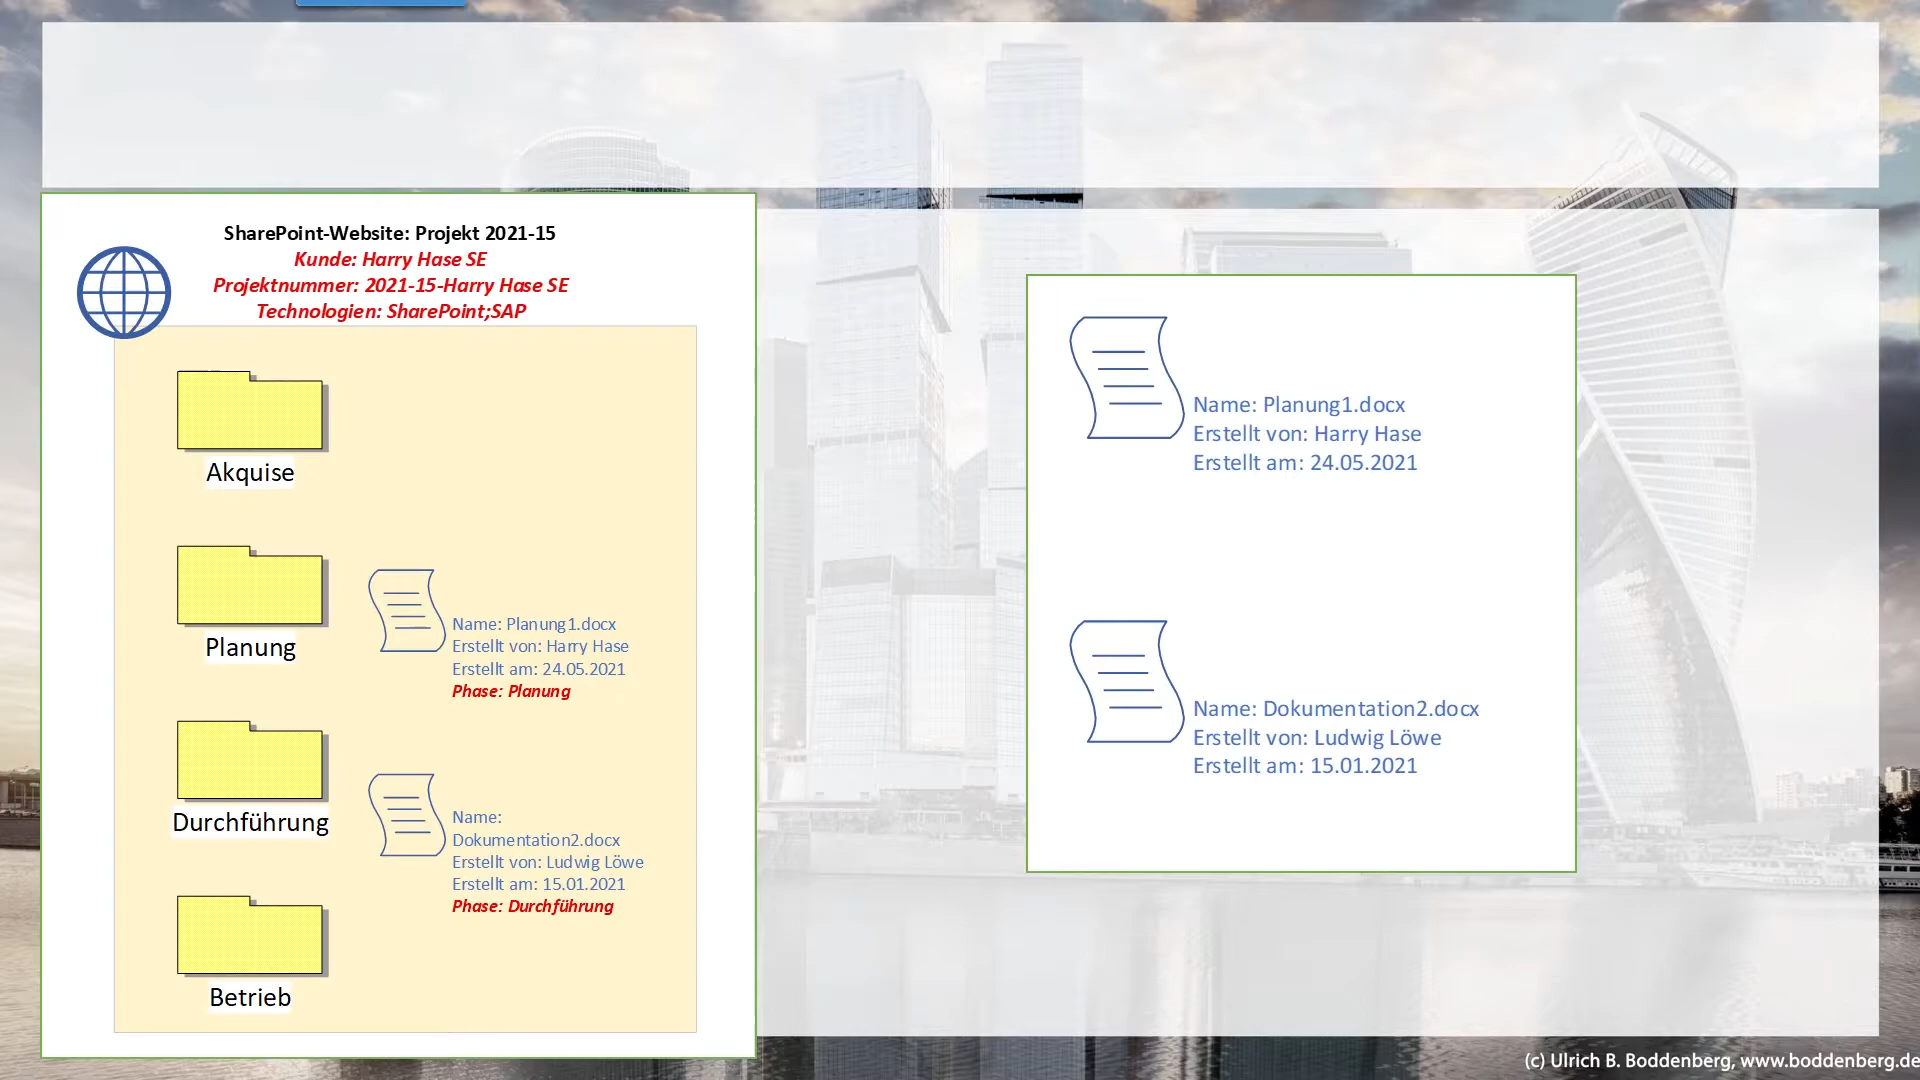 SharePoint-Website: Projekt 2021-15
Kunde: Harry Hase SE
Projektnummer: 2021-15-Harry Hase SE
Technologien: SharePoint;SAP
Akquise
Planung
Name: Planung1.docx
Erstellt von: Harry Hase
Erstellt am: 24.05.2021
Phase: Planung
Durchführung
Name:
Dokumentation2.docx
Erstellt von: Ludwig Löwe
Erstellt am: 15.01.2021
Phase: Durchführung
Betrieb
Name: Planung1.docx
Erstellt von: Harry Hase
Erstellt am: 24.05.2021
Name: Dokumentation2.docx
Erstellt von: Ludwig Löwe
Erstellt am: 15.01.2021
(c) Ulrich B. Boddenberg, www.boddenberg.de